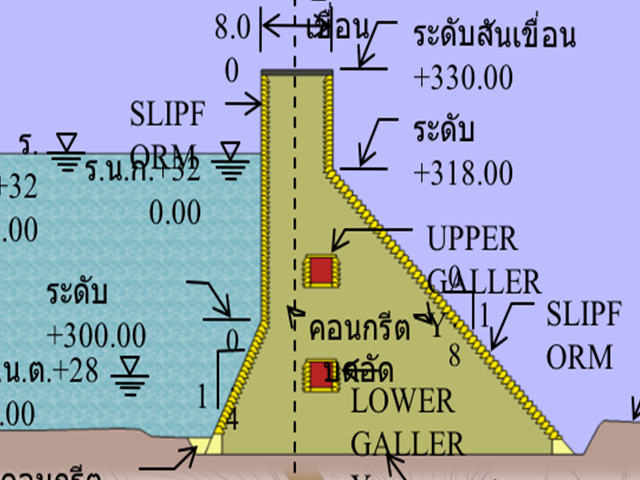 8.0
0
เขื่อน
ระดับสันเขื่อน
+330.00
SLIPF
ORM
ระดับ
+318.00
ร.
+32
.00
ร.น.ก.+32
0.00
UPPER
GALLER
Y
ระดับ
+300.00
0
1
8
SLIPF
ORM
คอนกรีต
บดอัด
น.ต.+28
.00
0
1
4
LOWER
GALLER
Y
คอนกรีต